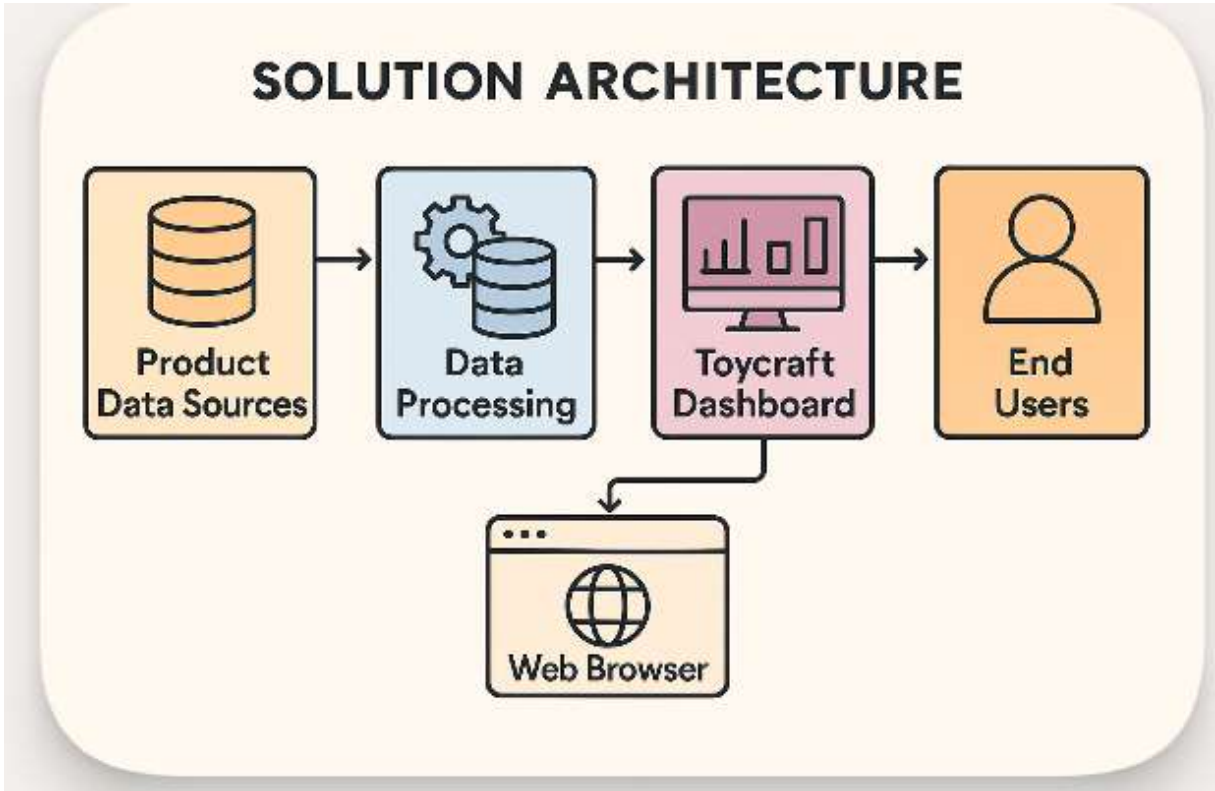 SOLUTION ARCHITECTURE
Product
Data Sources
Data
Processing
Toycraft
Dashboard
End
Users
Web Browser